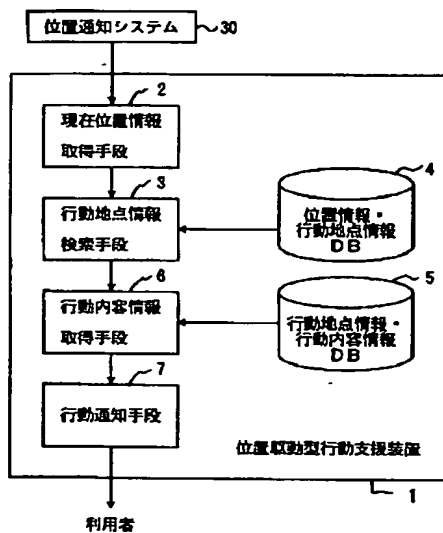 位置通知システム
30
2
現在位置情報
取得手段
3
行動地点情報
検索手段
4
位置情報・
行動地点情報
DB
6
行動内容情報
取得手段
5
行動地点情報・
行動内容情報
DB
7
行動通知手段
位置駆動型行動支援装置
1
利用者